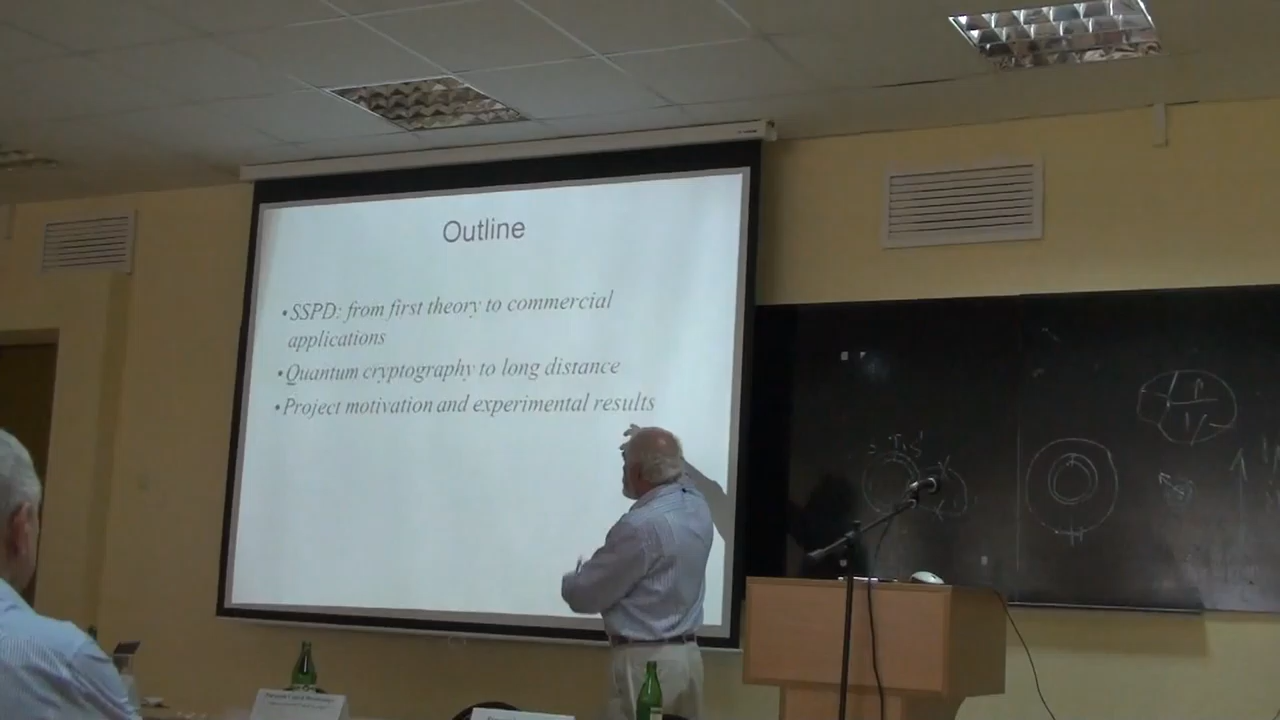 Outline
•SSPD: from first theory to commercial
applications
•Quantum cryptography to long distance
•Project motivation and experimental results